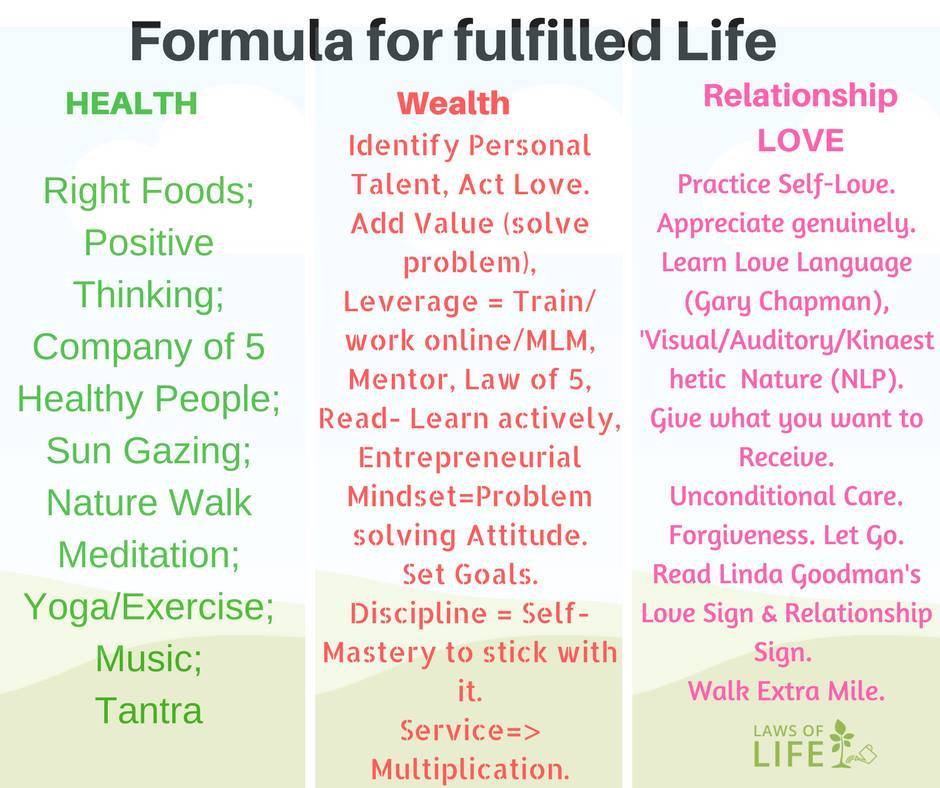 Formula for fulfilled Life
HEALTH
Right Foods;
Positive
Thinking;
Company of 5
Healthy People;
Sun Gazing;
Nature Walk
Meditation;
Yoga/Exercise;
Music;
Tantra
Wealth
Identify Personal
Talent, Act Love.
Add Value (solve
problem),
Leverage = Train/
work online/MLM,
Mentor, Law of 5,
Read- Learn actively,
Entrepreneurial
Mindset=Problem
solving Attitude.
Set Goals.
Discipline = Self-
Mastery to stick with
it.
Service=>
Multiplication.
Relationship
LOVE
Practice Self-Love.
Appreciate genuinely.
Learn Love Language
(Gary Chapman),
'Visual/Auditory/Kinaest
hetic Nature (NLP).
Give what you want to
Receive.
Unconditional Care.
Forgiveness. Let Go.
Read Linda Goodman's
Love Sign & Relationship
Sign.
Walk Extra Mile.
LAWS OF
LIFE